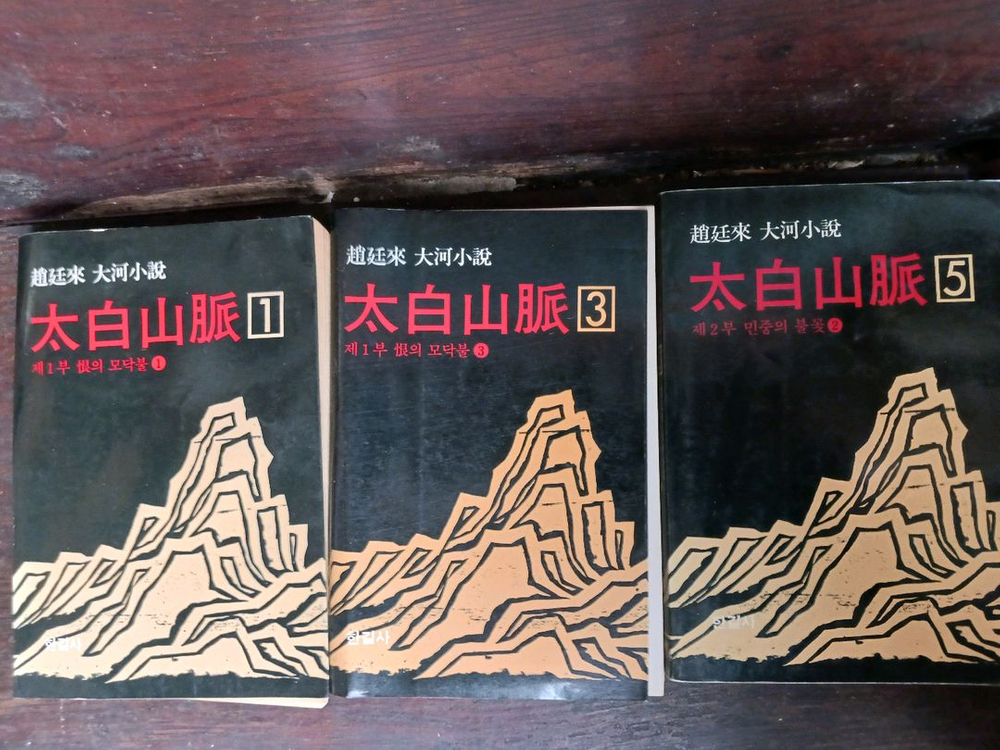 趙廷來 大河小說
太白山脈 1
제1부 恨의 모닥불 1
한길사
趙廷來 大河小說
太白山脈 3
제1부 恨의 모닥불 3
한길사
趙廷來 大河小說
太白山脈 5
제2부 민중의 불꽃 2
한길사